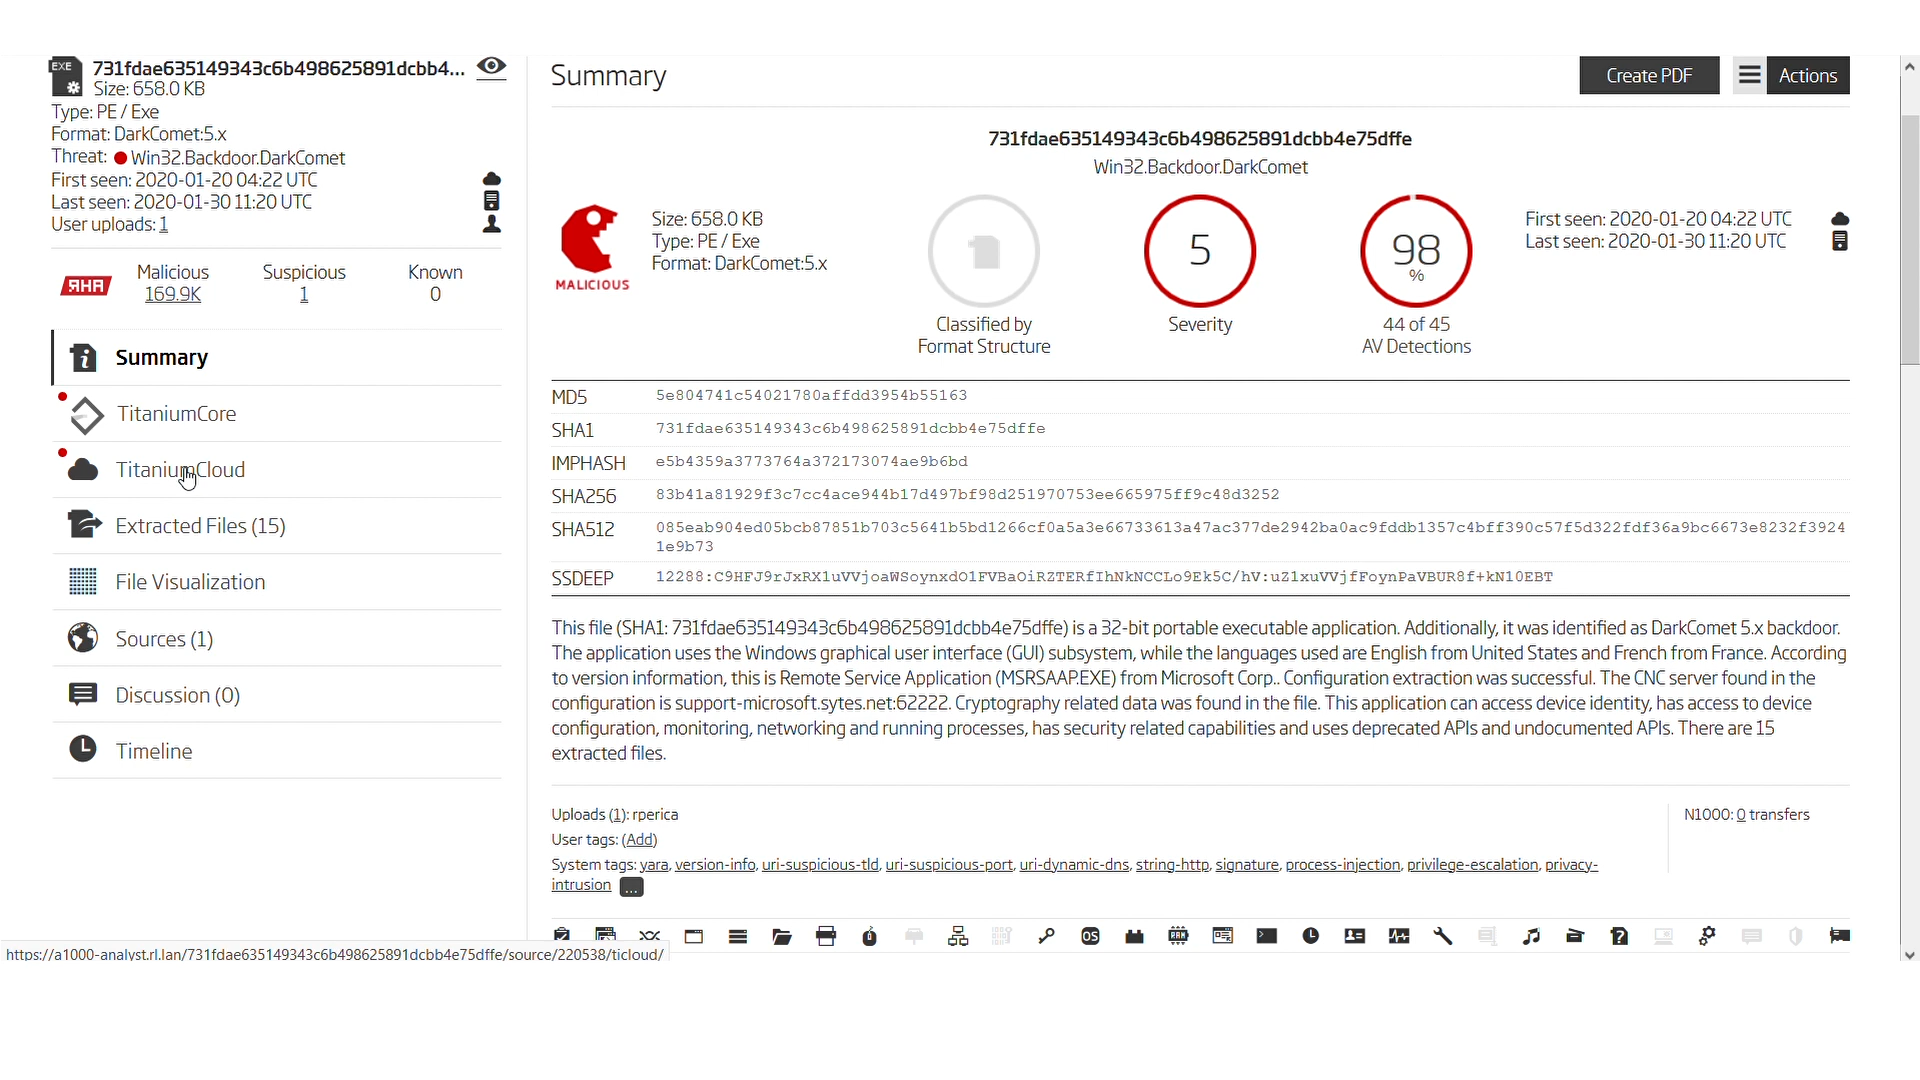 EXE
731fdae635149343c6b498625891dcbb4...
Size: 658.0 KB
Type: PE / Exe
Format: DarkComet:5.x
Threat: Win32.Backdoor.DarkComet
First seen: 2020-01-20 04:22 UTC
Last seen: 2020-01-30 11:20 UTC
User uploads: 1
RHA
Malicious Suspicious Known
169.9K 1 0
Summary
TitaniumCore
TitaniumCloud
Extracted Files (15)
File Visualization
Sources (1)
Discussion (0)
Timeline
Summary
Create PDF
Actions
731fdae635149343c6b498625891dcbb4e75dffe
Win32.Backdoor.DarkComet
MALICIOUS
Size: 658.0 KB
Type: PE / Exe
Format: DarkComet:5.x
Classified by
Format Structure
5
Severity
98
%
44 of 45
AV Detections
First seen: 2020-01-20 04:22 UTC
Last seen: 2020-01-30 11:20 UTC
MD5 5e804741c54021780affdd3954b55163
SHA1 731fdae635149343c6b498625891dcbb4e75dffe
IMPHASH e5b4359a3773764a372173074ae9b6bd
SHA256 83b41a81929f3c7cc4ace944b17d497bf98d251970753ee665975ff9c48d3252
SHA512 085eab904ed05bcb87851b703c5641b5bd1266cf0a5a3e66733613a47ac377de2942ba0ac9fddb1357c4bff390c57f5d322fdf36a9bc6673e8232f3924
1e9b73
SSDEEP 12288:C9HFJ9rJxRX1uVVjoaWSoynxdO1FVBaOiRZTERfIhNkNCCLo9Ek5C/hV:uZ1xuVVjfFoynPaVBUR8f+kN10EBT
This file (SHA1: 731fdae635149343c6b498625891dcbb4e75dffe) is a 32-bit portable executable application. Additionally, it was identified as DarkComet 5.x backdoor.
The application uses the Windows graphical user interface (GUI) subsystem, while the languages used are English from United States and French from France. According
to version information, this is Remote Service Application (MSRSAAP.EXE) from Microsoft Corp.. Configuration extraction was successful. The CNC server found in the
configuration is support-microsoft.sytes.net:62222. Cryptography related data was found in the file. This application can access device identity, has access to device
configuration, monitoring, networking and running processes, has security related capabilities and uses deprecated APIs and undocumented APIs. There are 15
extracted files.
Uploads (1): rperica
User tags: (Add)
System tags: yara, version-info, uri-suspicious-tld, uri-suspicious-port, uri-dynamic-dns, string-http, signature, process-injection, privilege-escalation, privacy-
intrusion ...
N1000: 0 transfers
OS
RAM
https://a1000-analyst.rl.lan/731fdae635149343c6b498625891dcbb4e75dffe/source/220538/ticloud/